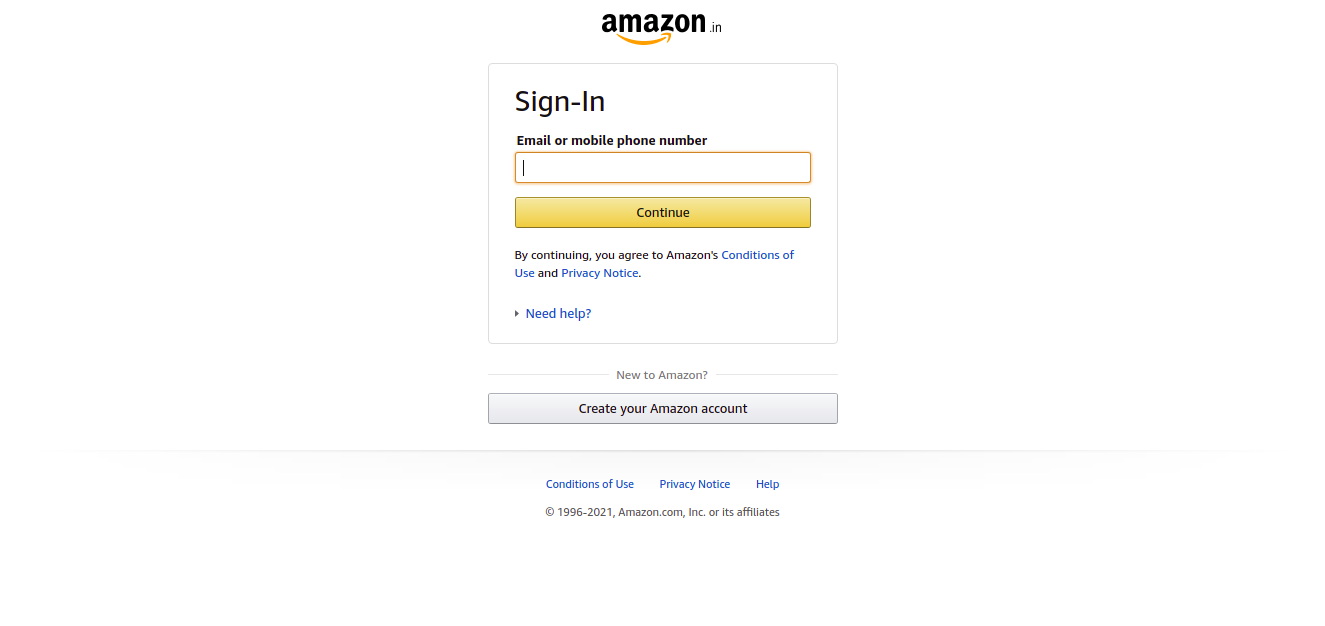 amazon.in
Sign-In
Email or mobile phone number
Continue
By continuing, you agree to Amazon's Conditions of
Use and Privacy Notice.
Need help?
New to Amazon?
Create your Amazon account
Conditions of Use Privacy Notice Help
© 1996-2021, Amazon.com, Inc. or its affiliates